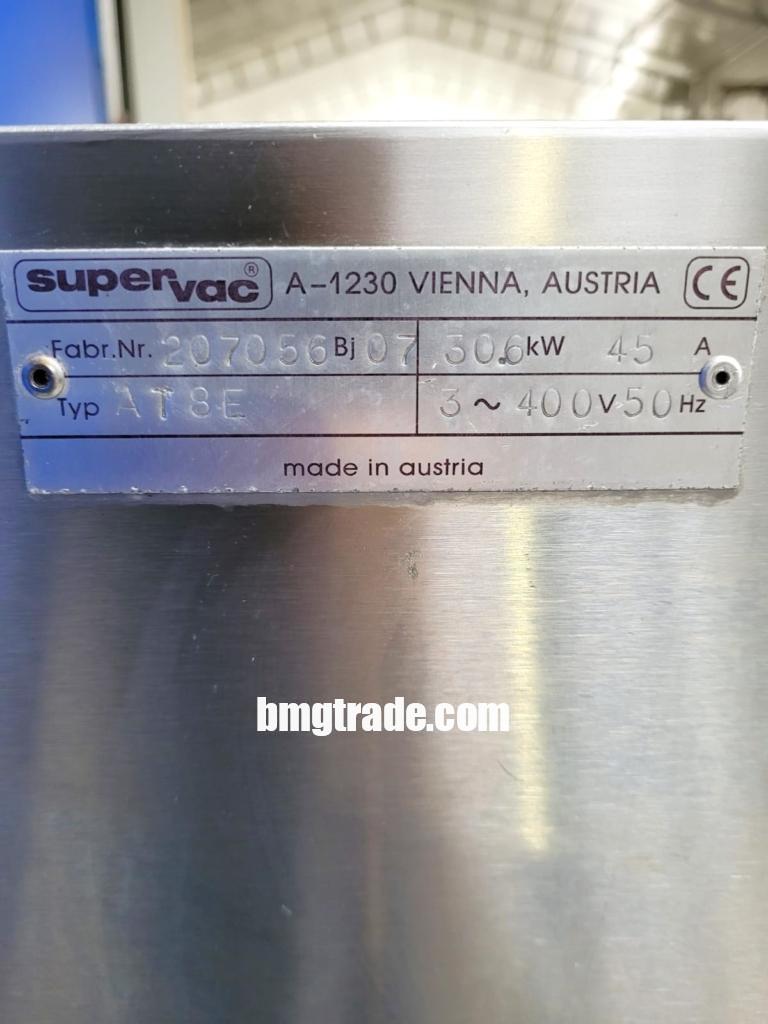 supervac® A-1230 VIENNA, AUSTRIA CE
Fabr.Nr. 207056 Bj 07 30.6 kW 45 A
Typ AT8E 3~ 400V 50 Hz
made in austria
bmgtrade.com